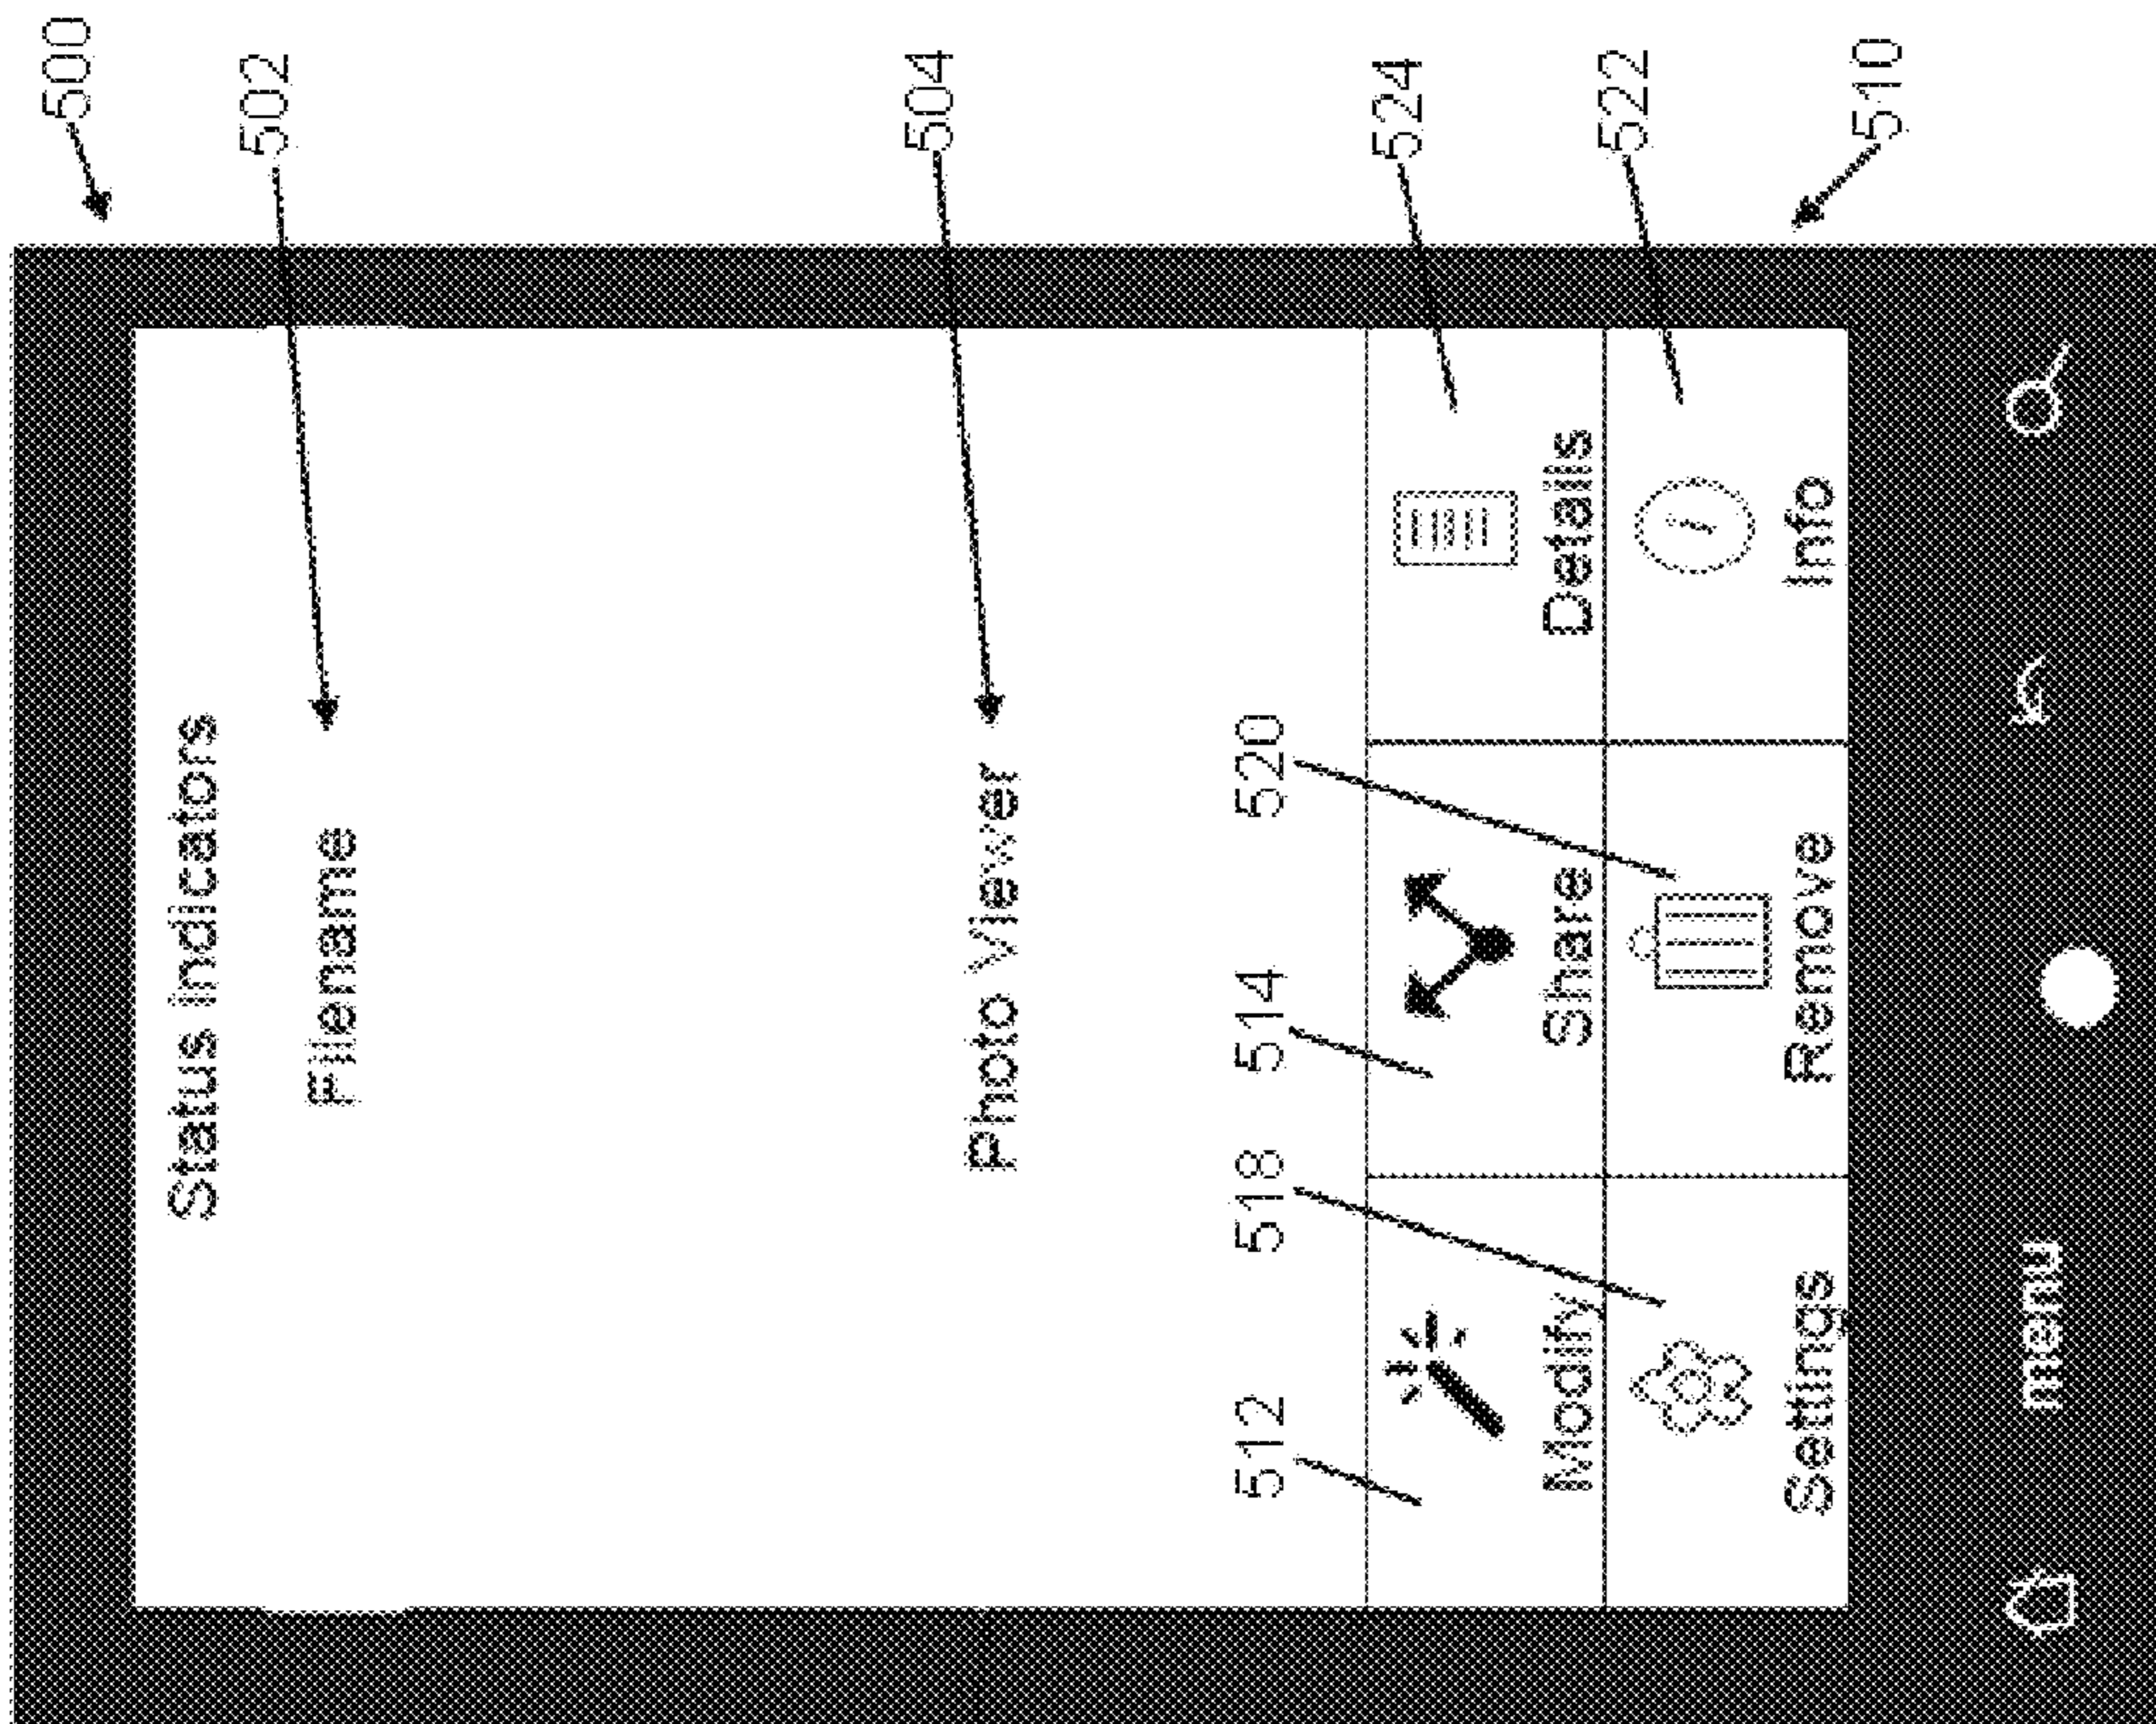 500
Status Indicators
502
Filename
504
Photo Viewer
512
518
514
520
524
Modify
Share
Details
522
Settings
Remove
Info
510
menu